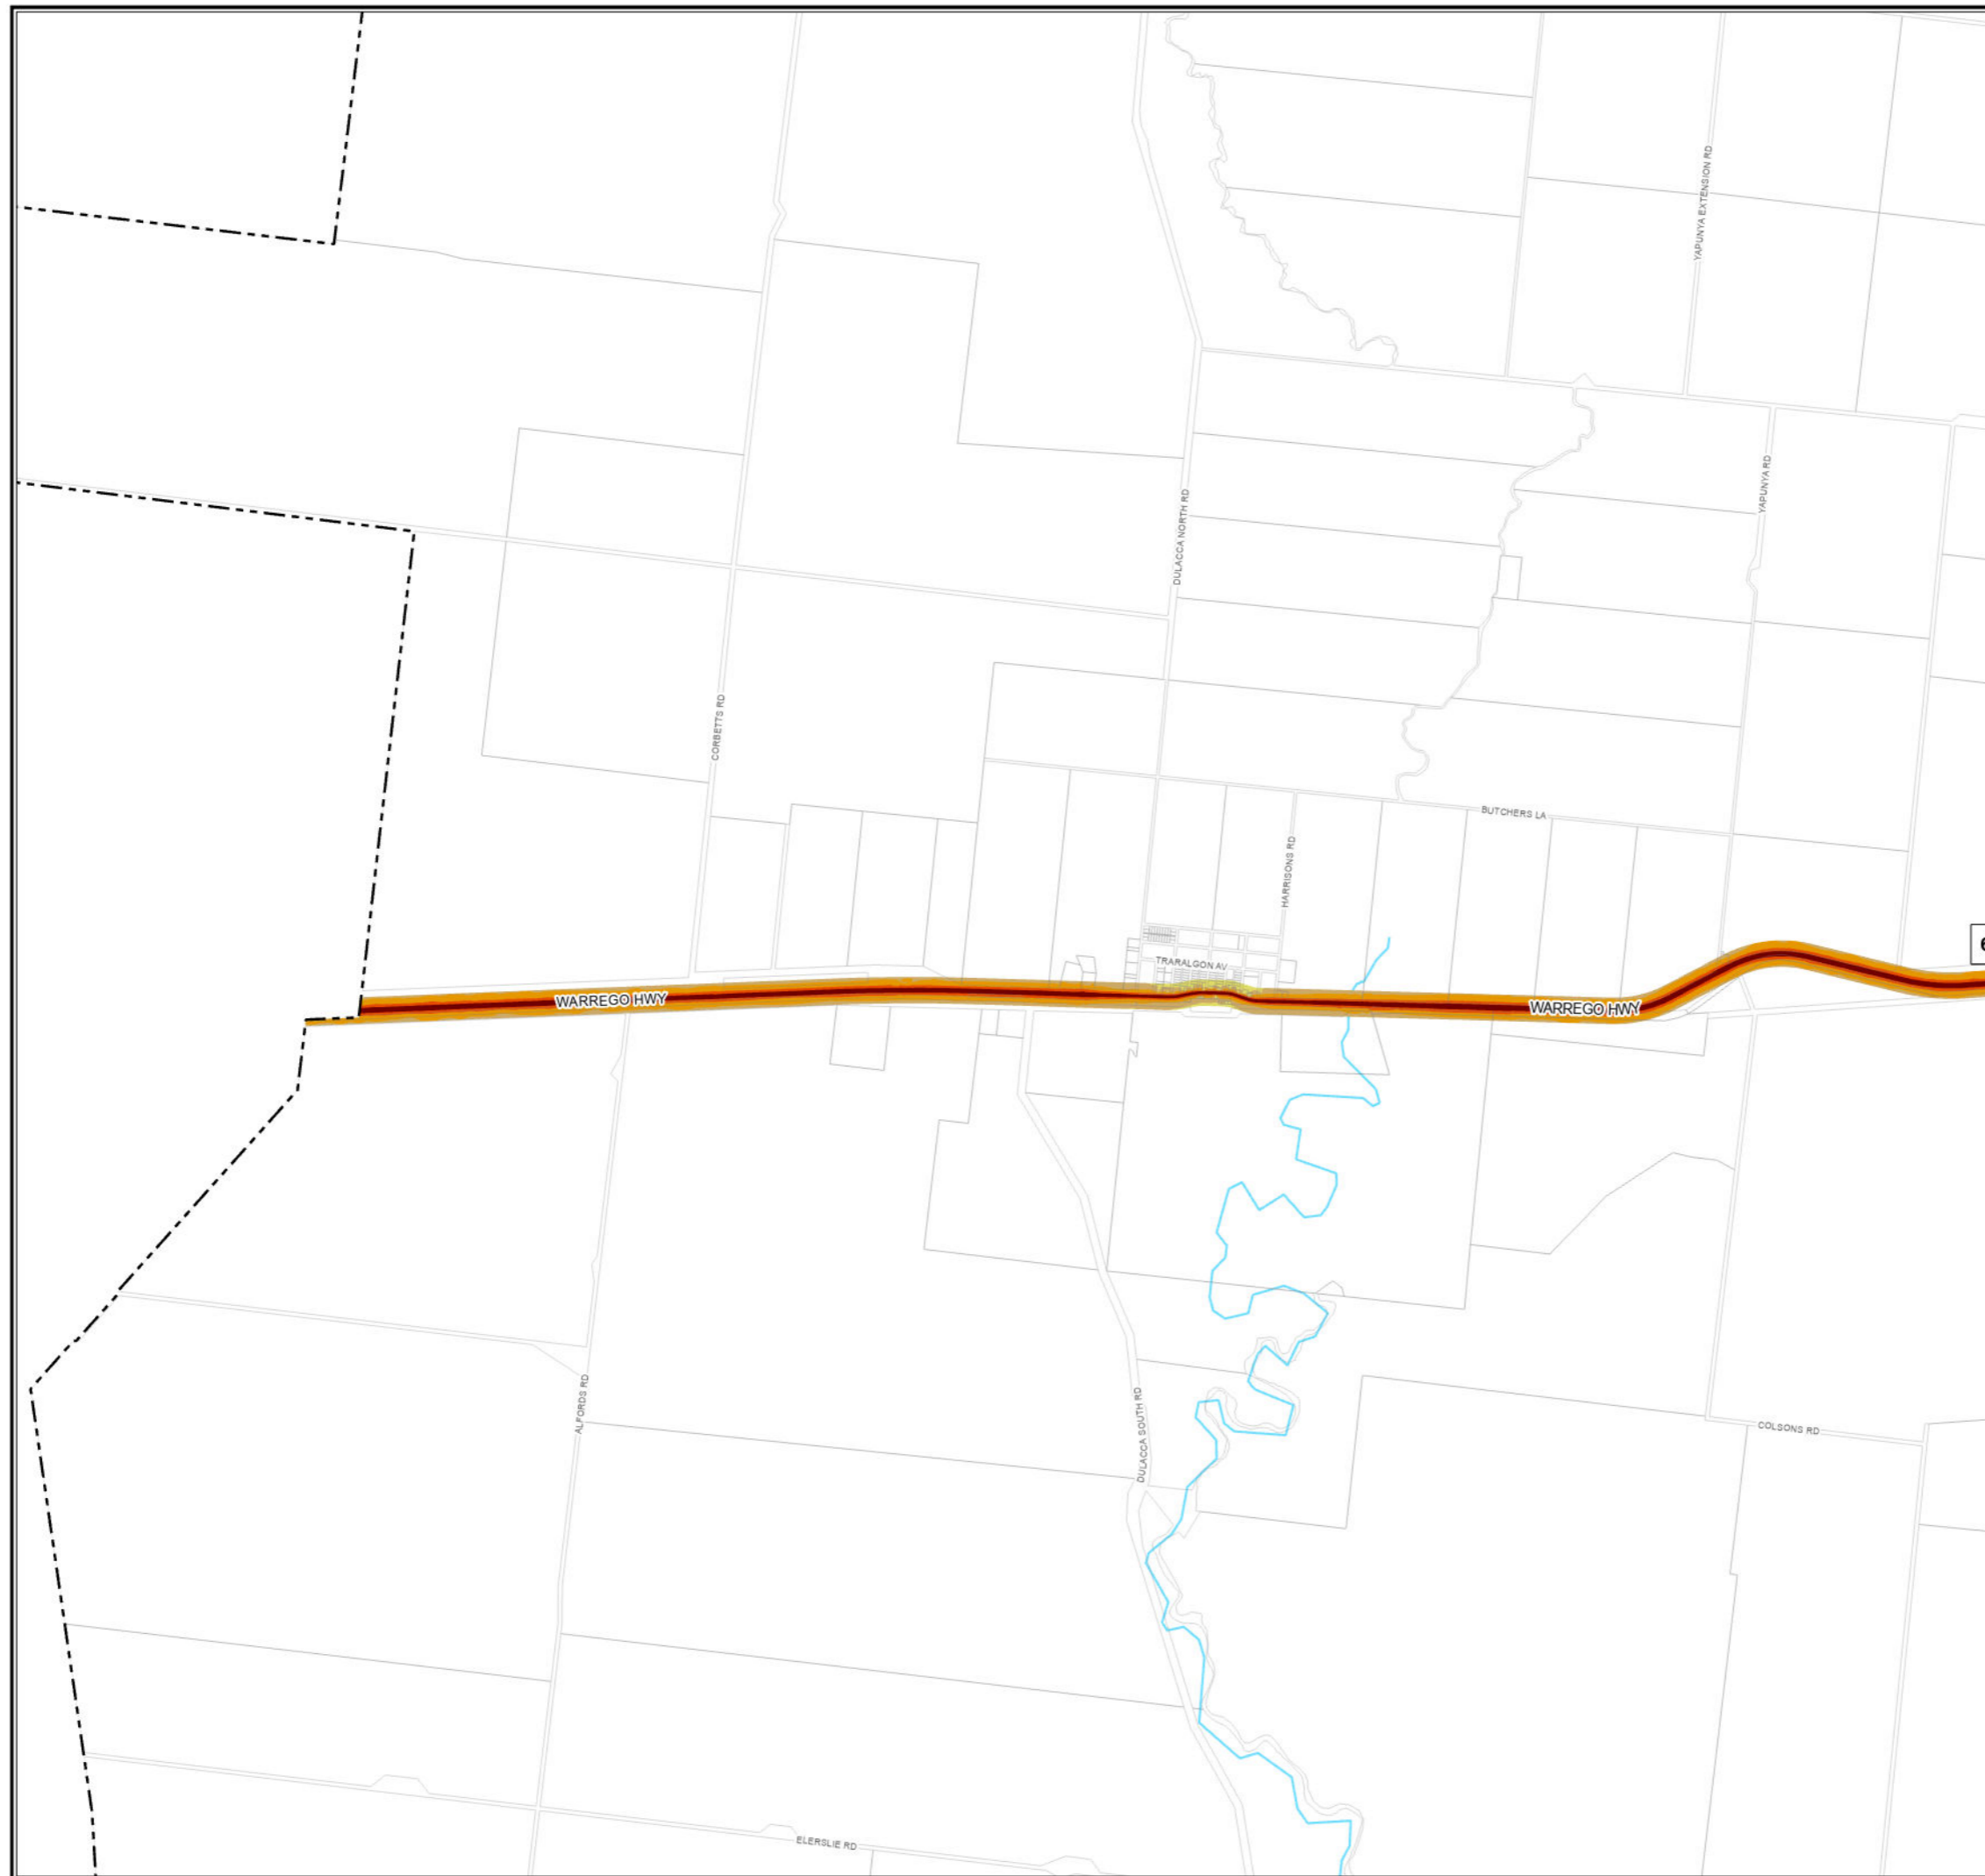 YAPUNYA EXTENSION RD
DULACCA NORTH RD
YAPUNYA RD
CORBETTS RD
BUTCHERS LA
HARRISONS RD
TRARALGON AV
WARREGO HWY
WARREGO HWY
ALFORDS RD
DULACCA SOUTH RD
COLSONS RD
ELERSLIE RD